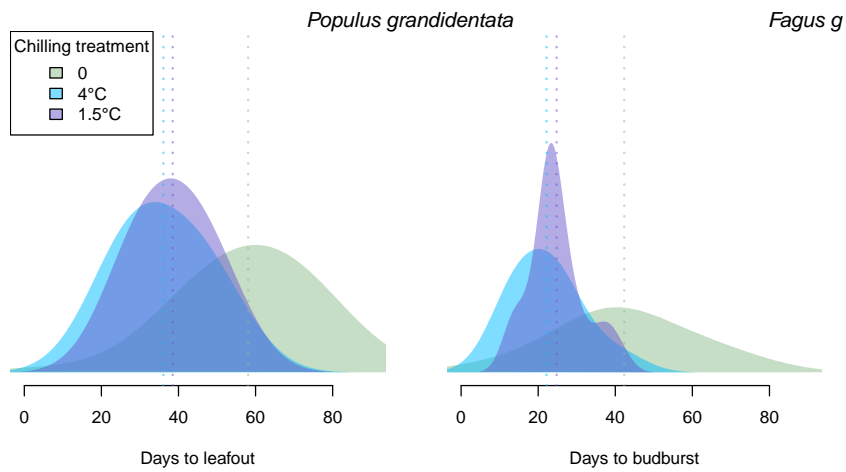 Populus grandidentata
Fagus g
Chilling treatment
0
4°C
1.5°C
0 20 40 60 80
0 20 40 60 80
Days to leafout
Days to budburst